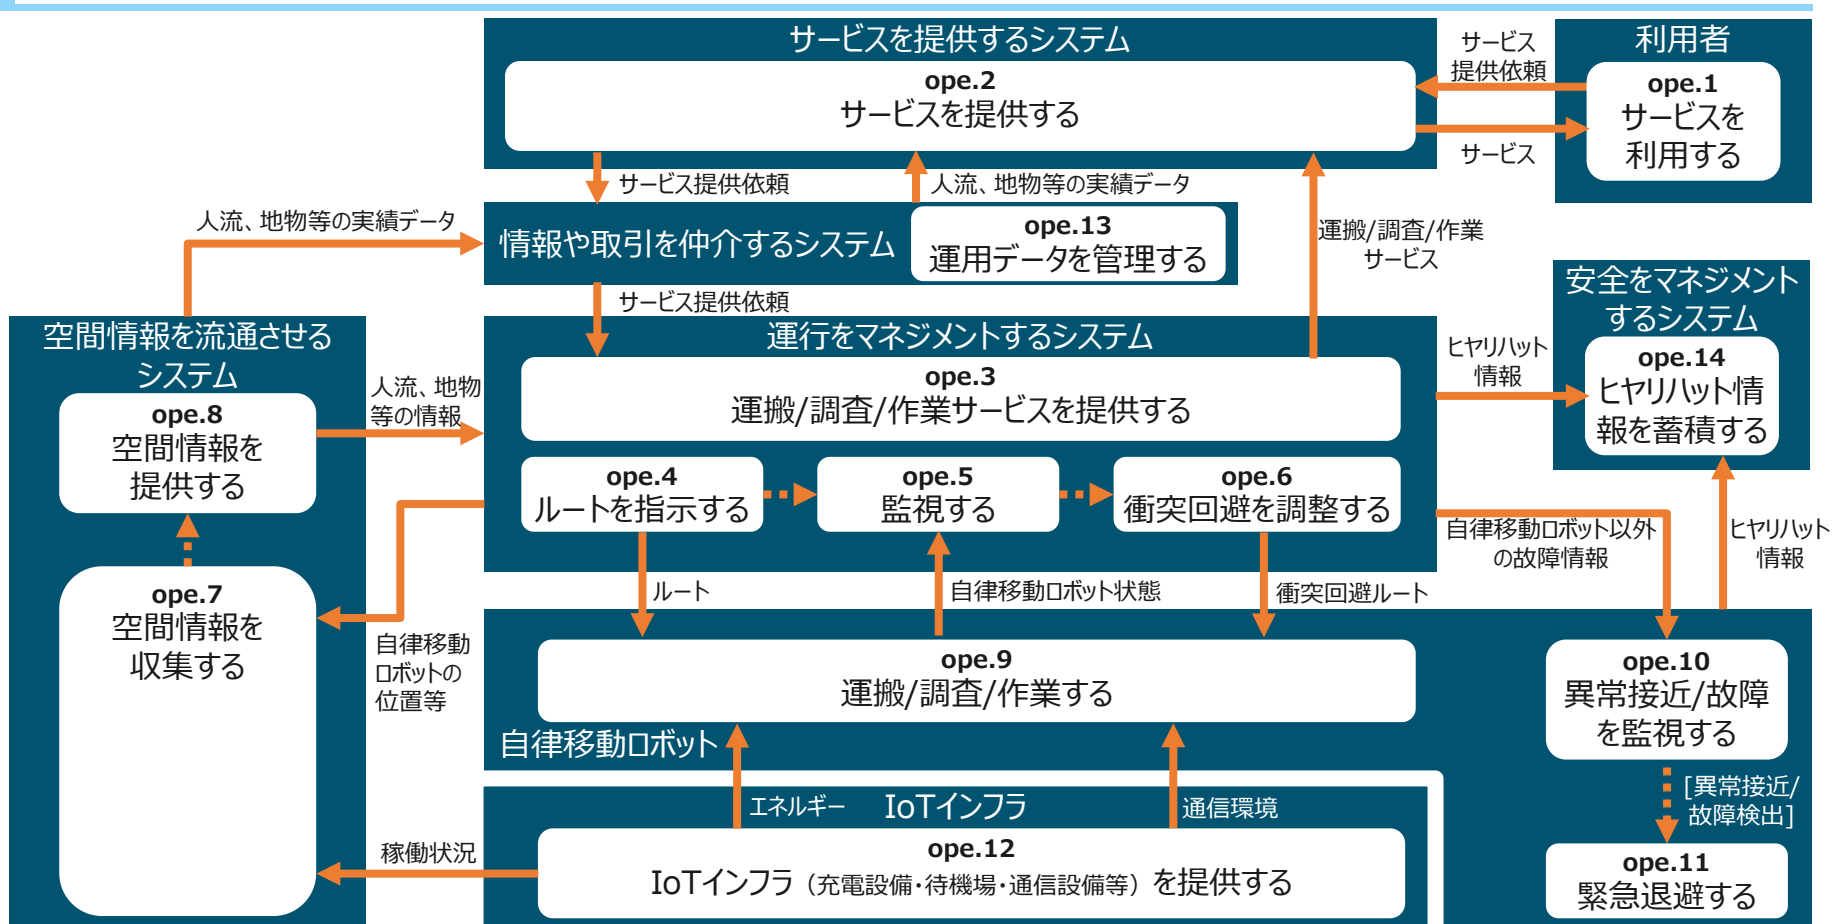 サービスを提供するシステム
ope.2
サービスを提供する
サービス
提供依頼
サービス
利用者
ope.1
サービスを
利用する
サービス提供依頼
人流、地物等の実績データ
人流、地物等の実績データ
情報や取引を仲介するシステム
ope.13
運用データを管理する
運搬/調査/作業
サービス
サービス提供依頼
安全をマネジメント
するシステム
ope.14
ヒヤリハット情
報を蓄積する
空間情報を流通させる
システム
ope.8
空間情報を
提供する
人流、地物
等の情報
運行をマネジメントするシステム
ope.3
運搬/調査/作業サービスを提供する
ヒヤリハット
情報
ope.4
ルートを指示する
ope.5
監視する
ope.6
衝突回避を調整する
自律移動ロボット以外
の故障情報
ヒヤリハット
情報
ope.7
空間情報を
収集する
ルート
自律移動ロボット状態
衝突回避ルート
自律移動
ロボットの
位置等
ope.9
運搬/調査/作業する
自律移動ロボット
ope.10
異常接近/故障
を監視する
エネルギー
IoTインフラ
通信環境
[異常接近/
故障検出]
稼働状況
ope.12
IoTインフラ（充電設備・待機場・通信設備等）を提供する
ope.11
緊急退避する